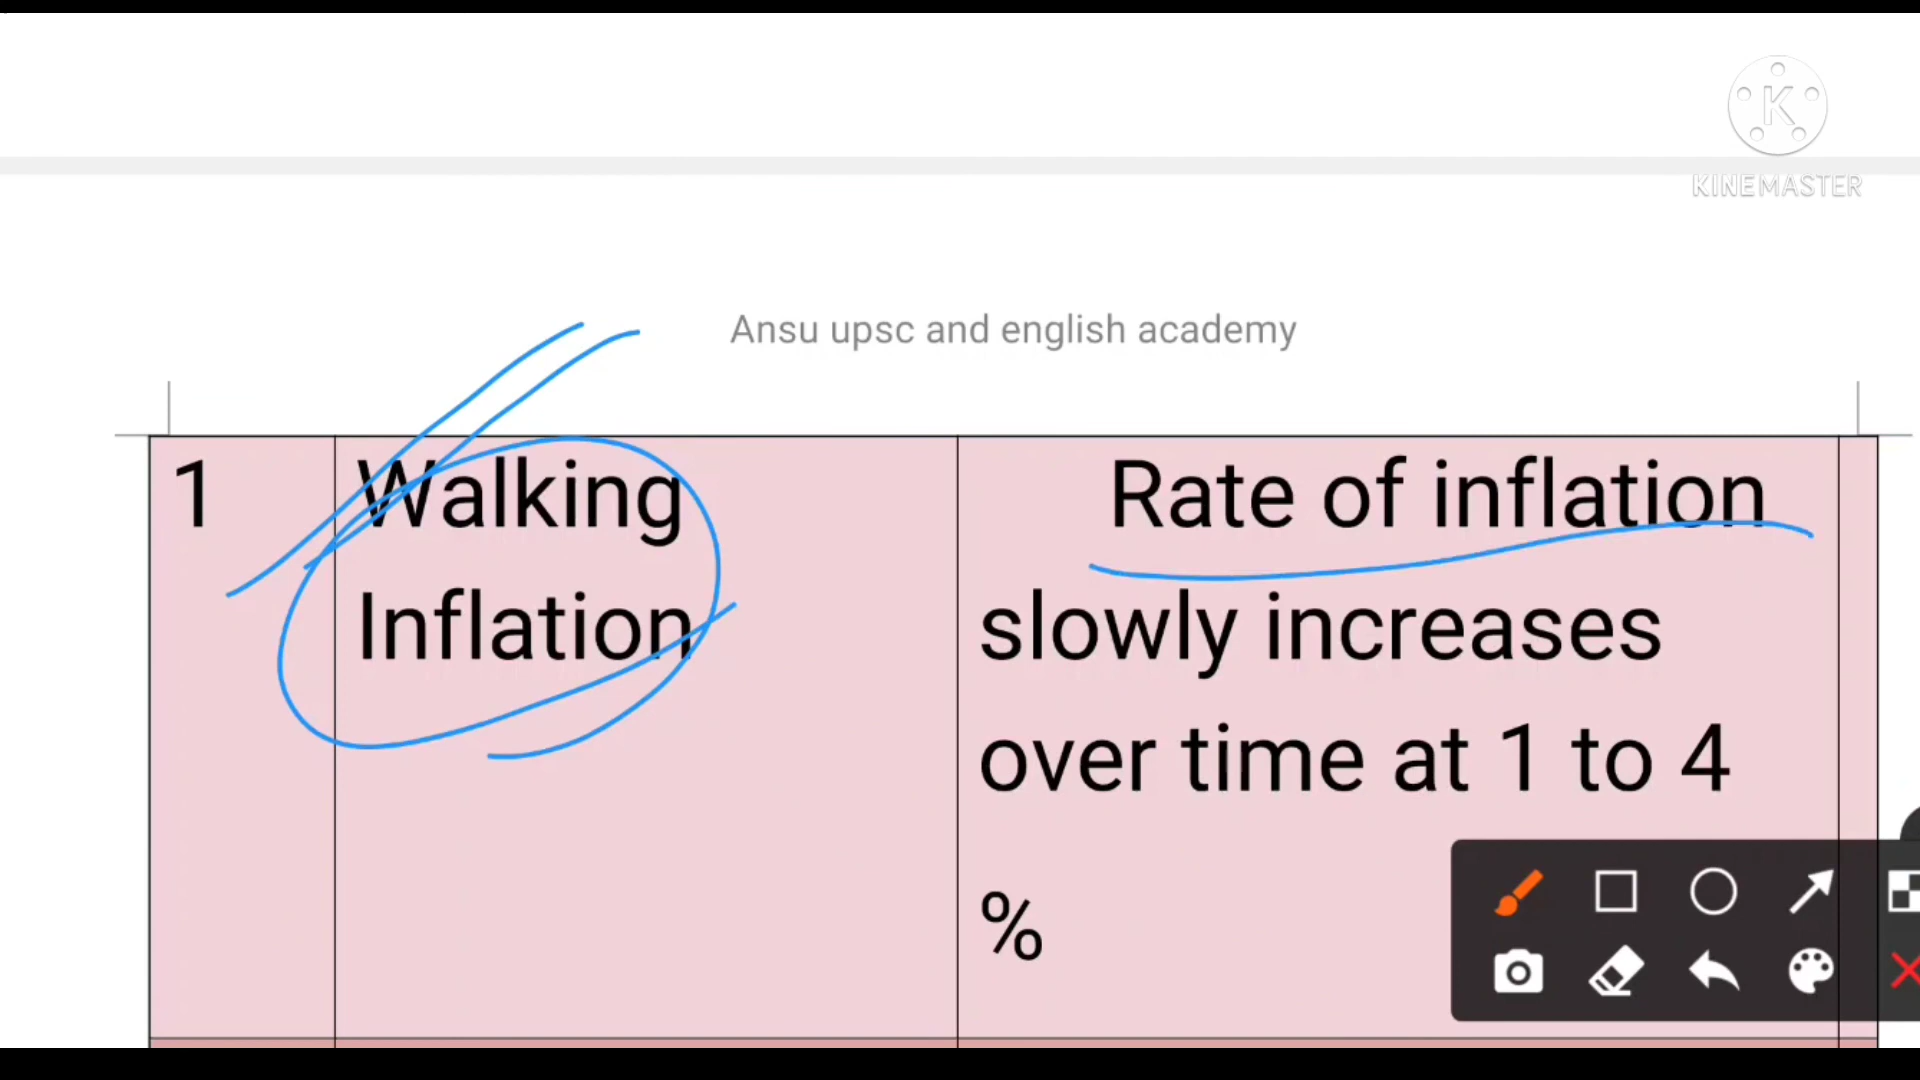 K
KINEMASTER
Ansu upsc and english academy
1
Walking
Inflation
Rate of inflation
slowly increases
over time at 1 to 4
%